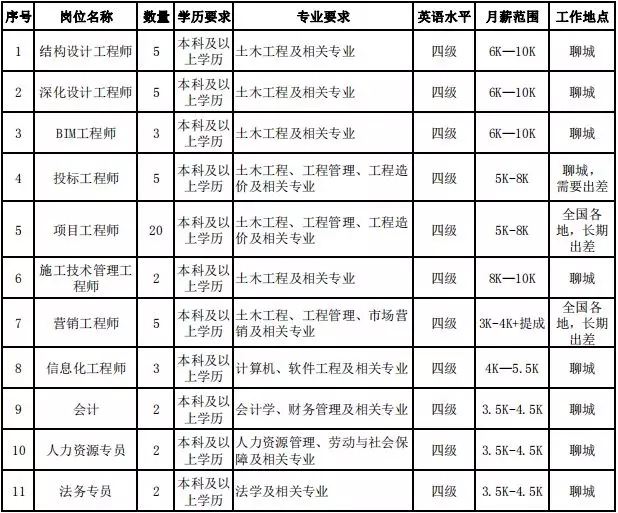 序号 岗位名称 数量 学历要求 专业要求 英语水平 月薪范围 工作地点
1 结构设计工程师 5 本科及以上学历 土木工程及相关专业 四级 6K—10K 聊城
2 深化设计工程师 5 本科及以上学历 土木工程及相关专业 四级 6K—10K 聊城
3 BIM工程师 3 本科及以上学历 土木工程及相关专业 四级 6K—10K 聊城
4 投标工程师 5 本科及以上学历 土木工程、工程管理、工程造价及相关专业 四级 5K-8K 聊城，需要出差
5 项目工程师 20 本科及以上学历 土木工程、工程管理、工程造价及相关专业 四级 5K-8K 全国各地，长期出差
6 施工技术管理工程师 2 本科及以上学历 土木工程及相关专业 四级 8K—10K 聊城
7 营销工程师 5 本科及以上学历 土木工程、工程管理、市场营销及相关专业 四级 3K-4K+提成 全国各地，长期出差
8 信息化工程师 3 本科及以上学历 计算机、软件工程及相关专业 四级 4K—5.5K 聊城
9 会计 2 本科及以上学历 会计学、财务管理及相关专业 四级 3.5K-4.5K 聊城
10 人力资源专员 2 本科及以上学历 人力资源管理、劳动与社会保障及相关专业 四级 3.5K-4.5K 聊城
11 法务专员 2 本科及以上学历 法学及相关专业 四级 3.5K-4.5K 聊城